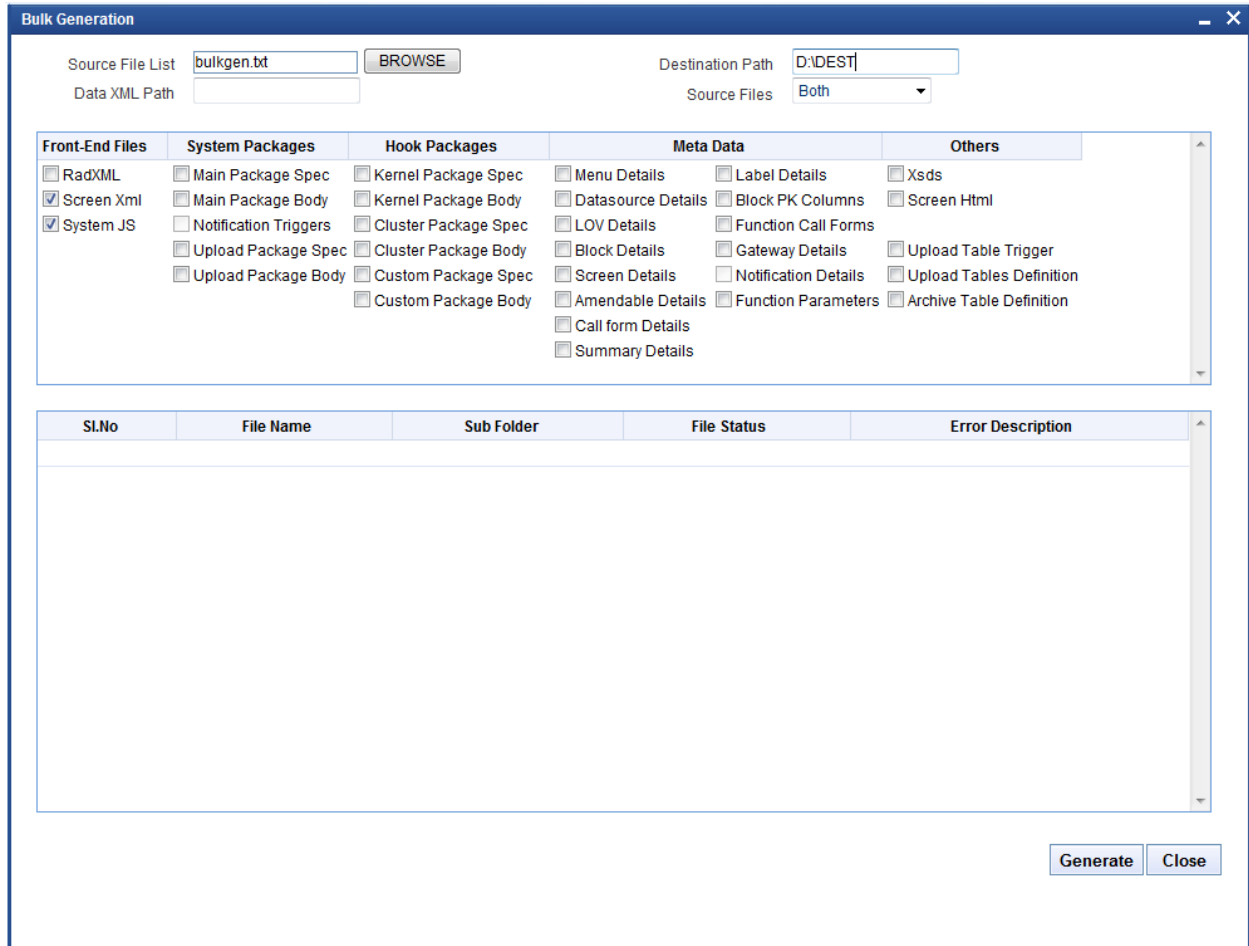 Bulk Generation
Source File List bulkgen.txt BROWSE Destination Path D:\DEST
Data XML Path Source Files Both
Front-End Files System Packages Hook Packages Meta Data Others
RadXML Main Package Spec Kernel Package Spec Menu Details Label Details Xsds
Screen Xml Main Package Body Kernel Package Body Datasource Details Block PK Columns Screen Html
System JS Notification Triggers Cluster Package Spec LOV Details Function Call Forms
Upload Package Spec Cluster Package Body Block Details Gateway Details Upload Table Trigger
Upload Package Body Custom Package Spec Screen Details Notification Details Upload Tables Definition
Custom Package Body Amendable Details Function Parameters Archive Table Definition
Call form Details
Summary Details
Sl.No File Name Sub Folder File Status Error Description
Generate Close